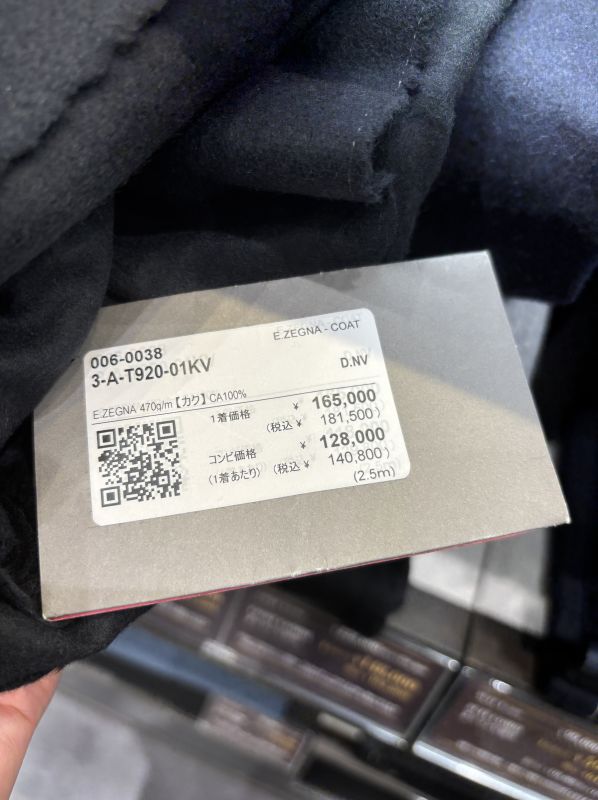 E.ZEGNA - COAT
006-0038
3-A-T920-01KV
D.NV
E.ZEGNA 470g/m【カク】CA100%
1着価格 ¥ 165,000
(税込 ¥ 181,500)
コンビ価格 ¥ 128,000
(1着あたり) (税込 ¥ 140,800)
(2.5m)